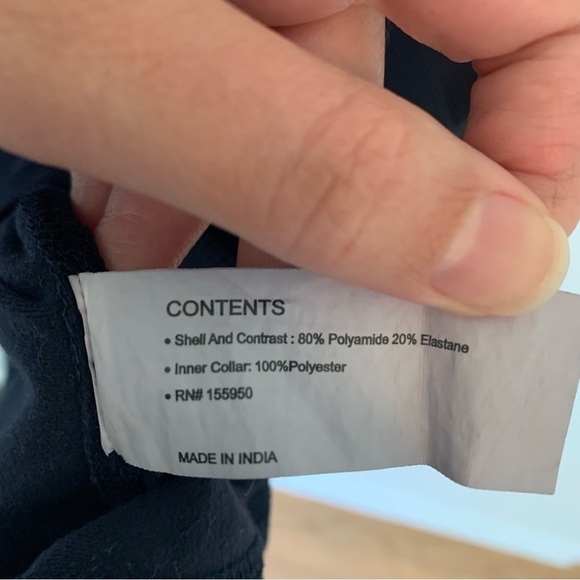 CONTENTS
• Shell And Contrast : 80% Polyamide 20% Elastane
• Inner Collar: 100%Polyester
• RN# 155950
MADE IN INDIA